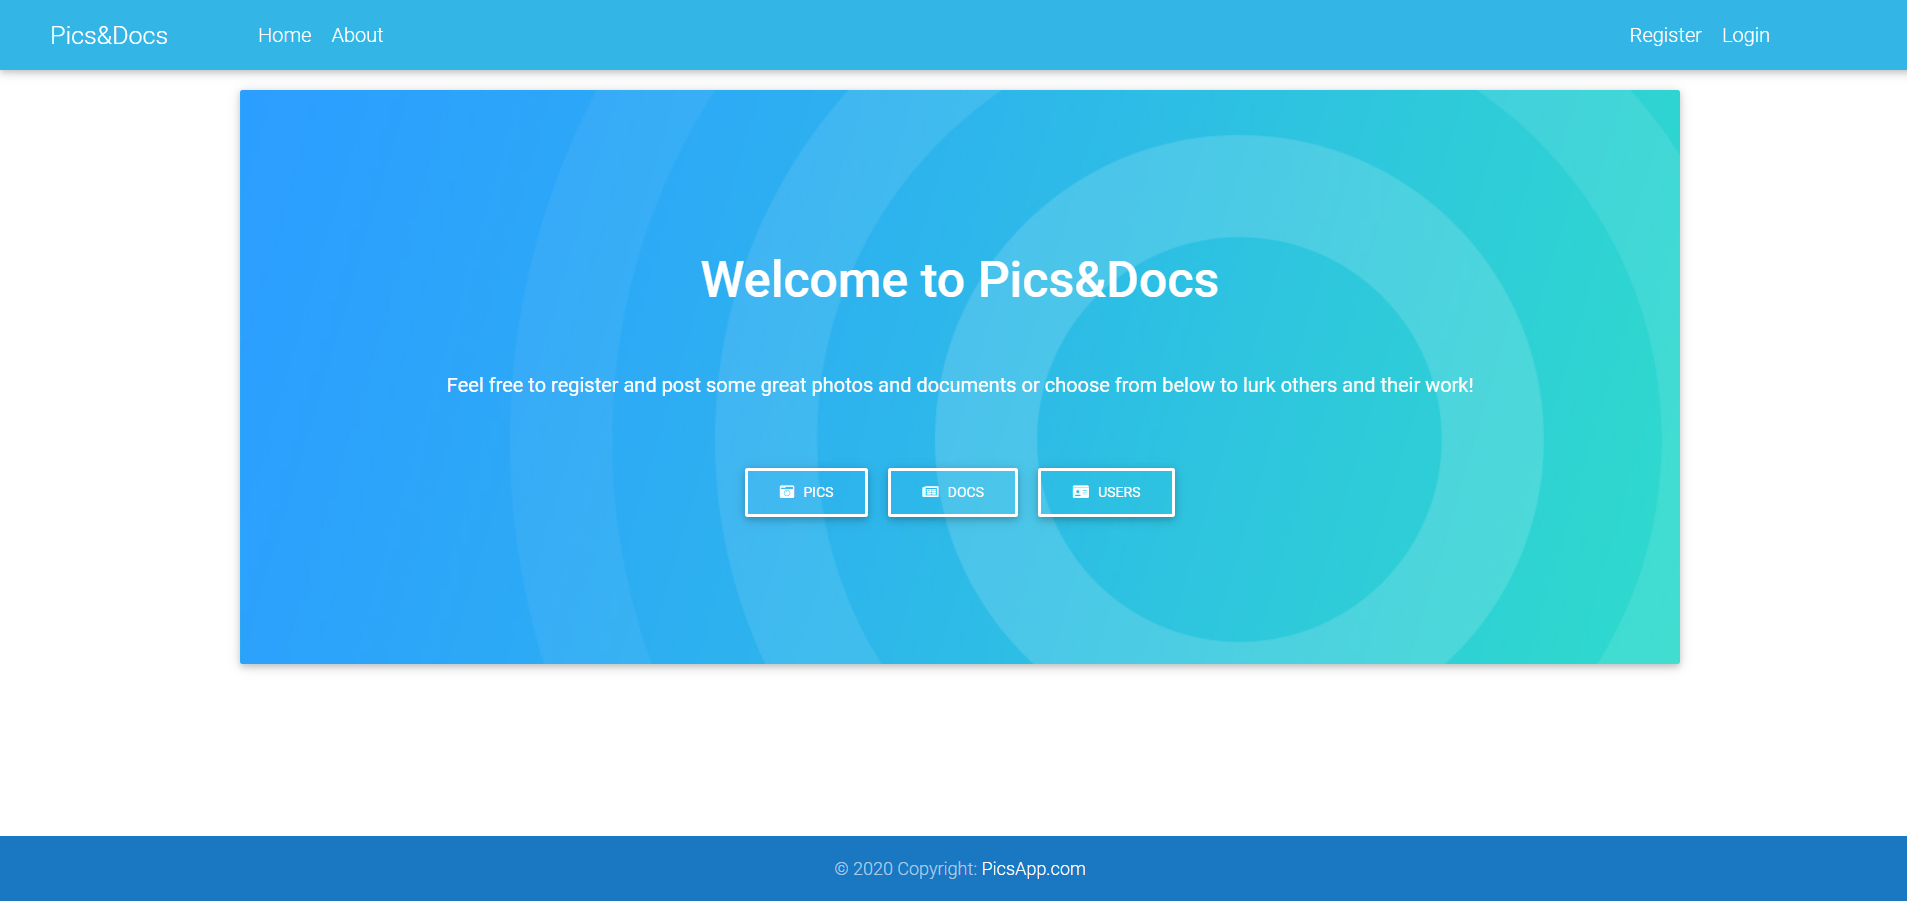 Pics&Docs Home About Register Login
Welcome to Pics&Docs
Feel free to register and post some great photos and documents or choose from below to lurk others and their work!
PICS DOCS USERS
© 2020 Copyright: PicsApp.com